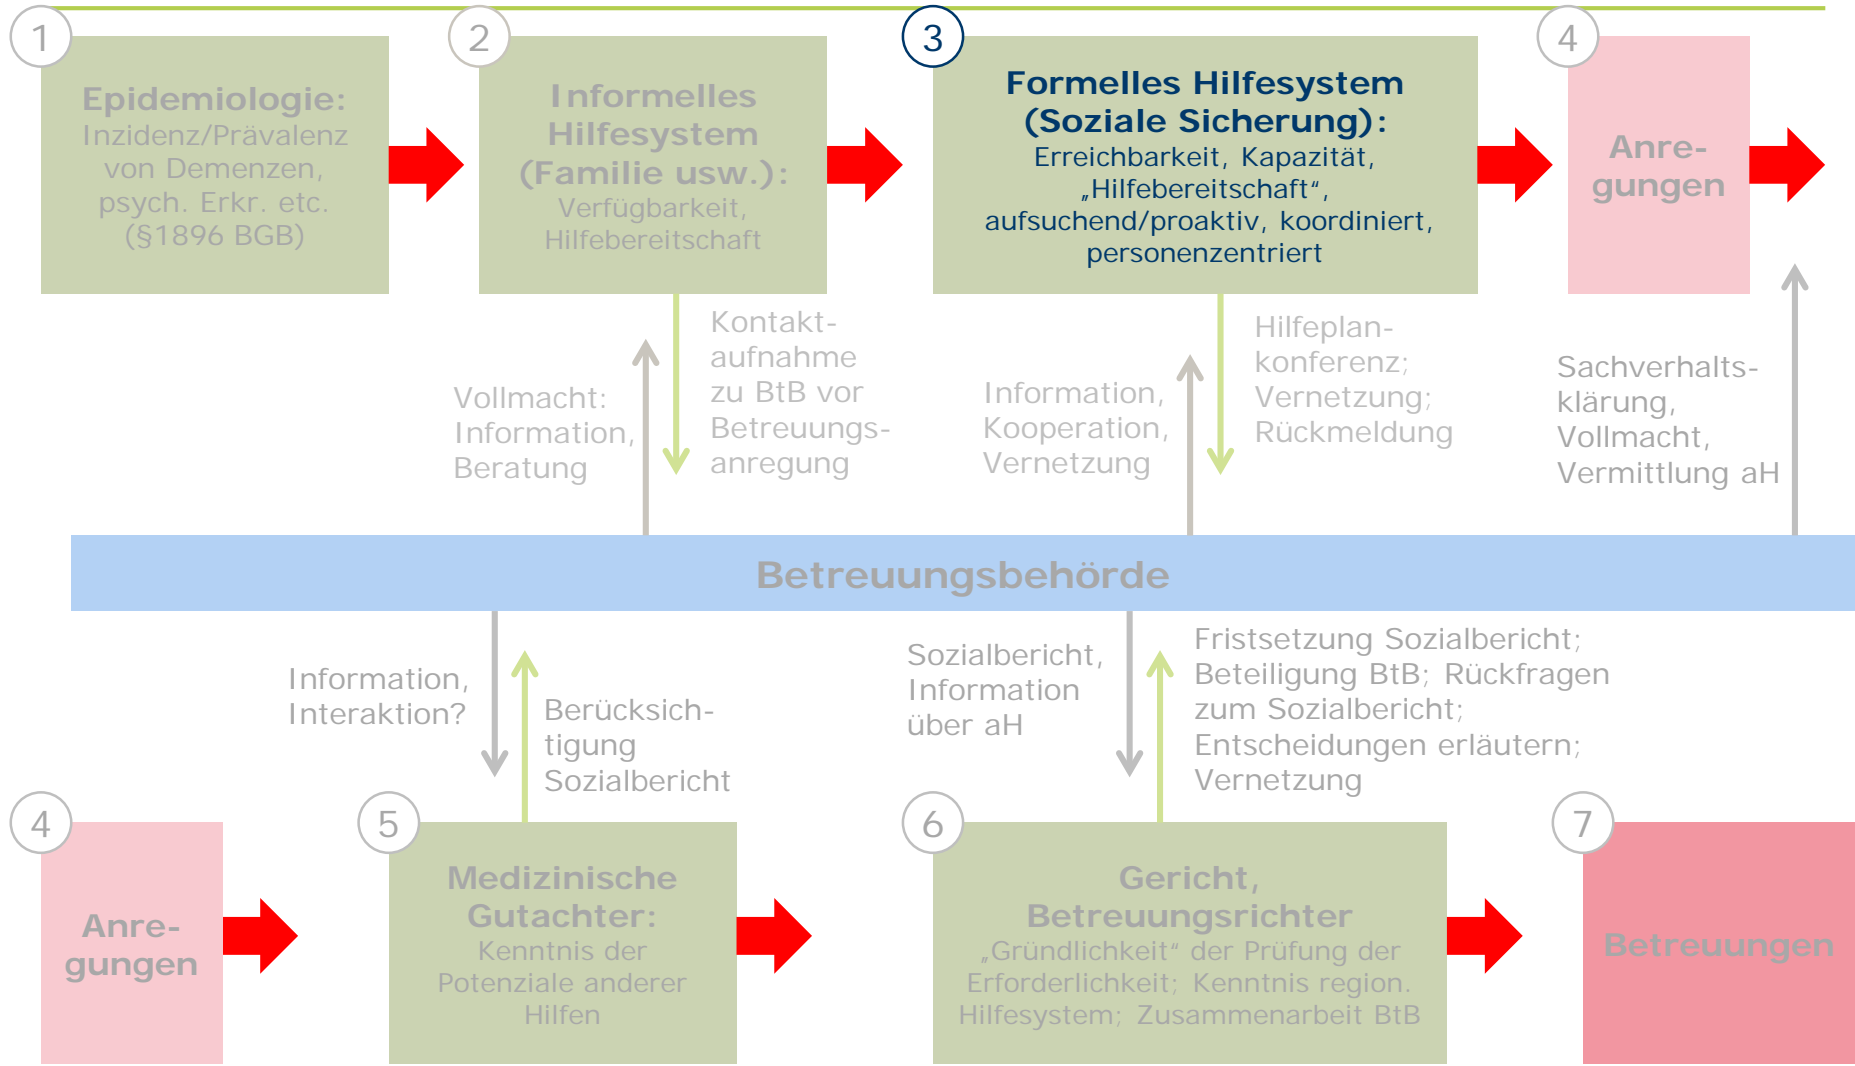 1
Epidemiologie:
Inzidenz/Prävalenz
von Demenzen,
psych. Erkr. etc.
(§1896 BGB)
2
Informelles
Hilfesystem
(Familie usw.):
Verfügbarkeit,
Hilfebereitschaft
3
Formelles Hilfesystem
(Soziale Sicherung):
Erreichbarkeit, Kapazität,
„Hilfebereitschaft“,
aufsuchend/proaktiv, koordiniert,
personenzentriert
4
Anre-
gungen
Vollmacht:
Information,
Beratung
Kontakt-
aufnahme
zu BtB vor
Betreuungs-
anregung
Information,
Kooperation,
Vernetzung
Hilfeplan-
konferenz;
Vernetzung;
Rückmeldung
Sachverhalts-
klärung,
Vollmacht,
Vermittlung aH
Betreuungsbehörde
Information,
Interaktion?
Berücksich-
tigung
Sozialbericht
Sozialbericht,
Information
über aH
Fristsetzung Sozialbericht;
Beteiligung BtB; Rückfragen
zum Sozialbericht;
Entscheidungen erläutern;
Vernetzung
4
Anre-
gungen
5
Medizinische
Gutachter:
Kenntnis der
Potenziale anderer
Hilfen
6
Gericht,
Betreuungsrichter
„Gründlichkeit“ der Prüfung der
Erforderlichkeit; Kenntnis region.
Hilfesystem; Zusammenarbeit BtB
7
Betreuungen